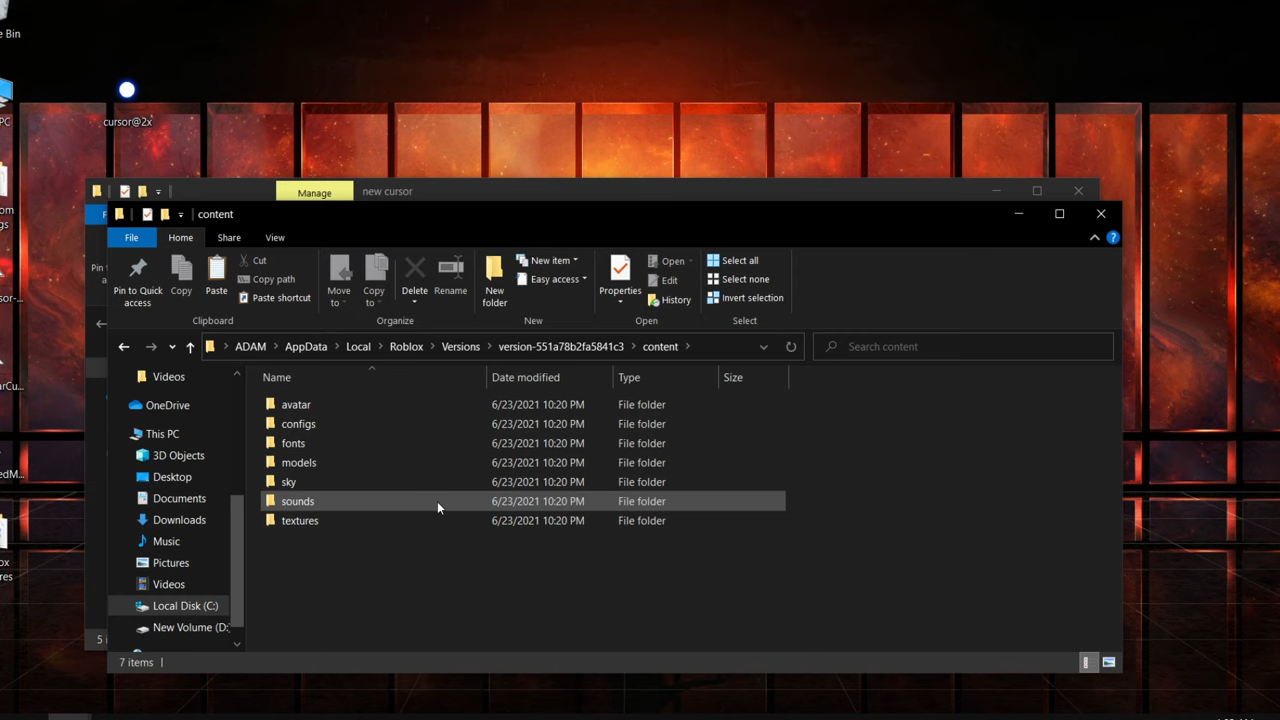 e Bin
cursor@2x
PC
Manage
new cursor
content
File
Home
Share
View
Pin to Quick access
Copy
Paste
Cut
Copy path
Paste shortcut
Clipboard
Move to
Copy to
Delete
Rename
Organize
New folder
New item
Easy access
New
Properties
Open
Edit
History
Open
Select all
Select none
Invert selection
Select
ADAM > AppData > Local > Roblox > Versions > version-551a78b2fa5841c3 > content >
Search content
Videos
OneDrive
This PC
3D Objects
Desktop
Documents
Downloads
Music
Pictures
Videos
Local Disk (C:)
New Volume (D:
Name Date modified Type Size
avatar 6/23/2021 10:20 PM File folder
configs 6/23/2021 10:20 PM File folder
fonts 6/23/2021 10:20 PM File folder
models 6/23/2021 10:20 PM File folder
sky 6/23/2021 10:20 PM File folder
sounds 6/23/2021 10:20 PM File folder
textures 6/23/2021 10:20 PM File folder
7 items